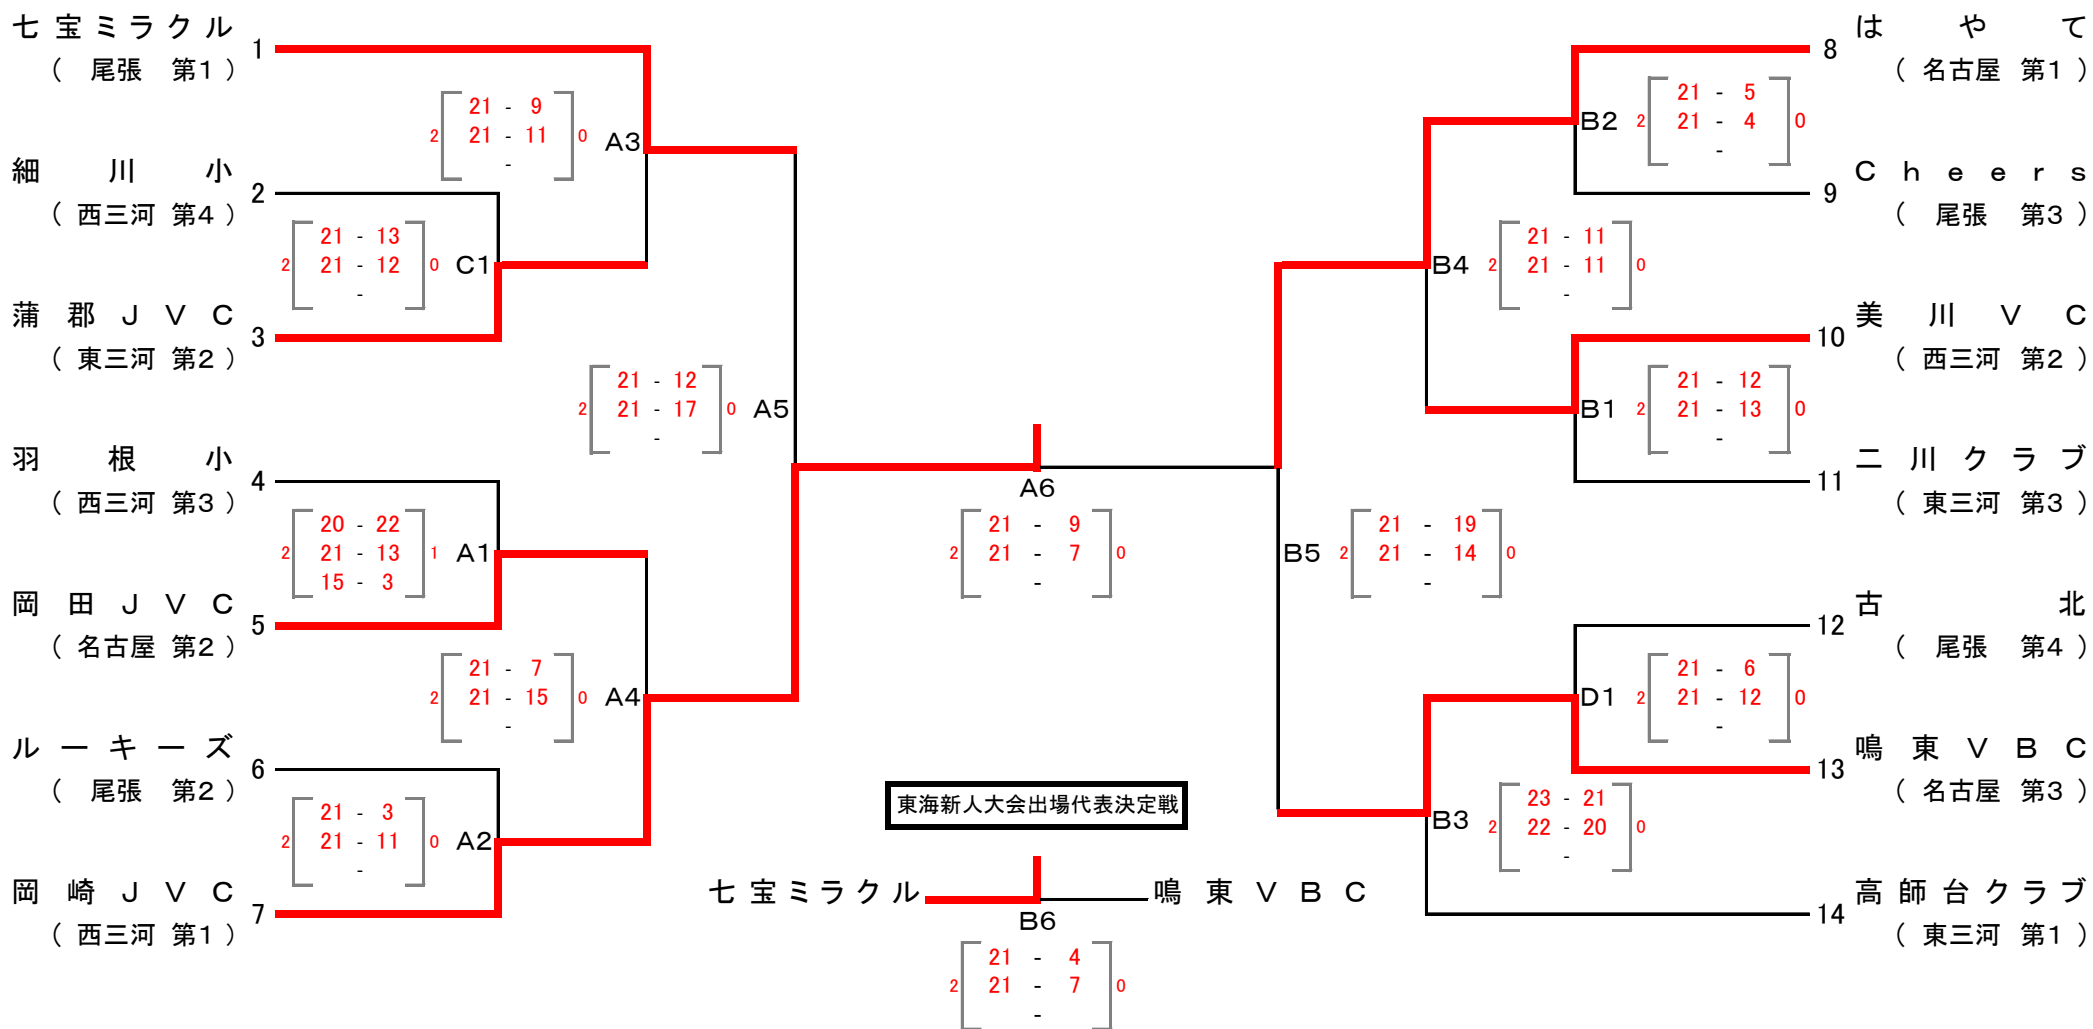 七宝ミラクル 1
（ 尾張 第1 ）
21 - 9
2 21 - 11 0 A3
-
細川小 2
（ 西三河 第4 ）
21 - 13
2 21 - 12 0 C1
-
蒲郡ＪＶＣ 3
（ 東三河 第2 ）
21 - 12
2 21 - 17 0 A5
-
羽根小 4
（ 西三河 第3 ）
20 - 22
2 21 - 13 1 A1
15 - 3
岡田ＪＶＣ 5
（ 名古屋 第2 ）
21 - 7
2 21 - 15 0 A4
-
ルーキーズ 6
（ 尾張 第2 ）
21 - 3
2 21 - 11 0 A2
-
岡崎ＪＶＣ 7
（ 西三河 第1 ）
A6
21 - 9
2 21 - 7 0
-
東海新人大会出場代表決定戦
七宝ミラクル 鳴東ＶＢＣ
B6
21 - 4
2 21 - 7 0
-
8 はやて
（ 名古屋 第1 ）
21 - 5
B2 2 21 - 4 0
-
9 Ｃｈｅｅｒｓ
（ 尾張 第3 ）
21 - 11
B4 2 21 - 11 0
-
10 美川ＶＣ
（ 西三河 第2 ）
21 - 12
B1 2 21 - 13 0
-
11 二川クラブ
（ 東三河 第3 ）
21 - 19
B5 2 21 - 14 0
-
12 古北
（ 尾張 第4 ）
21 - 6
D1 2 21 - 12 0
-
13 鳴東ＶＢＣ
（ 名古屋 第3 ）
23 - 21
B3 2 22 - 20 0
-
14 高師台クラブ
（ 東三河 第1 ）